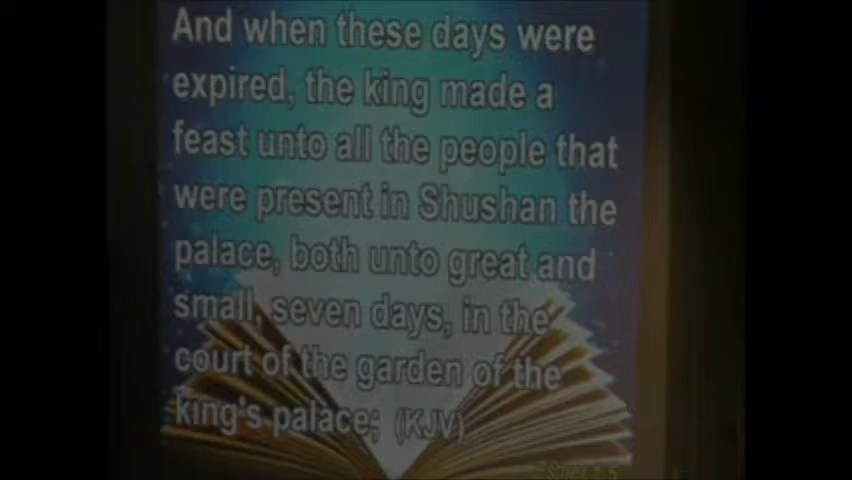 And when these days were
expired, the king made a
feast unto all the people that
were present in Shushan the
palace, both unto great and
small, seven days, in the
court of the garden of the
king's palace; (KJV)